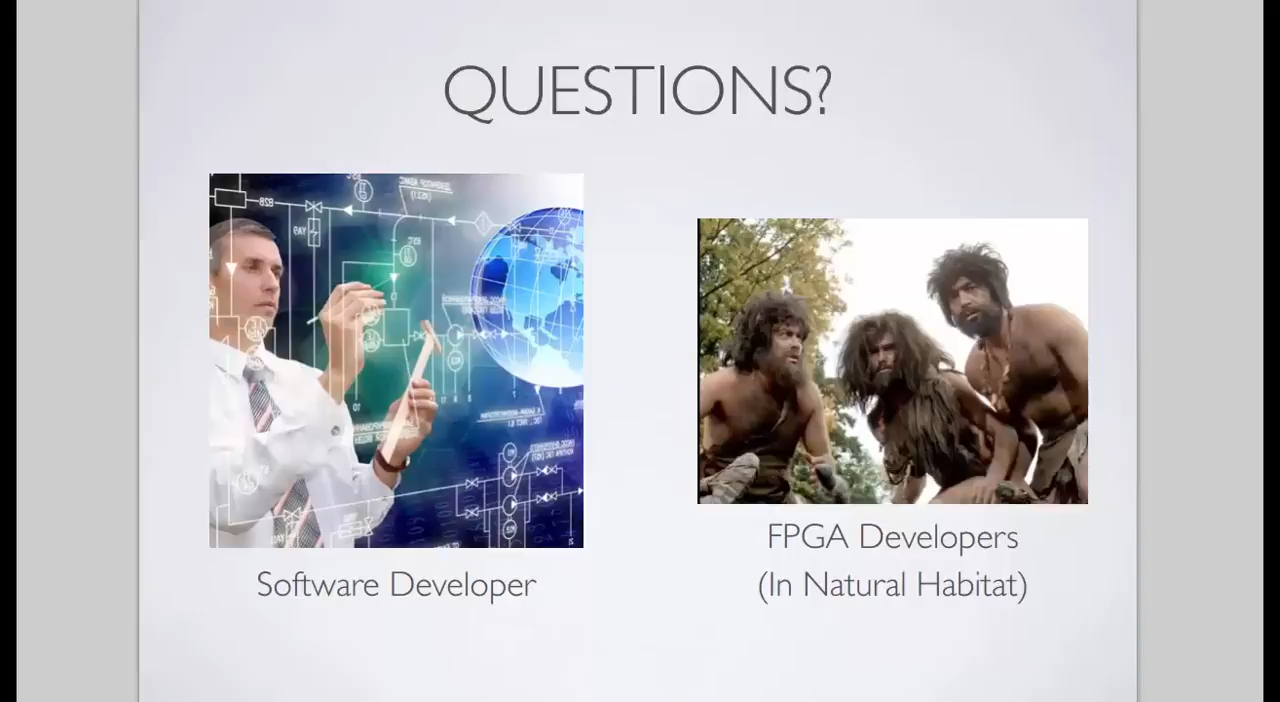 QUESTIONS?
Software Developer
FPGA Developers
(In Natural Habitat)